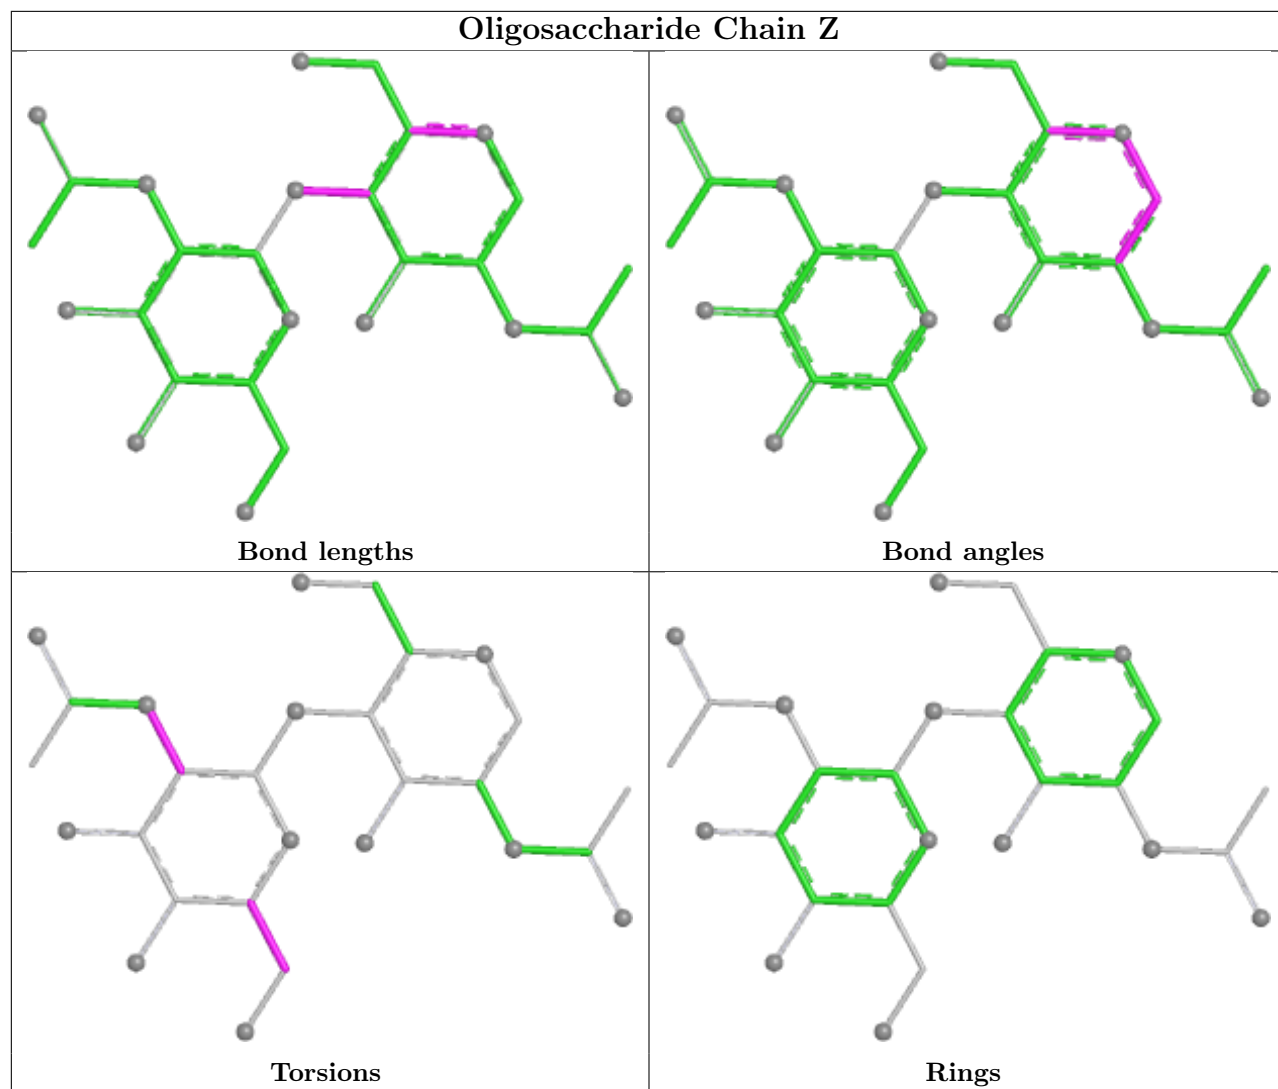 Oligosaccharide Chain Z
Bond lengths
Bond angles
Torsions
Rings